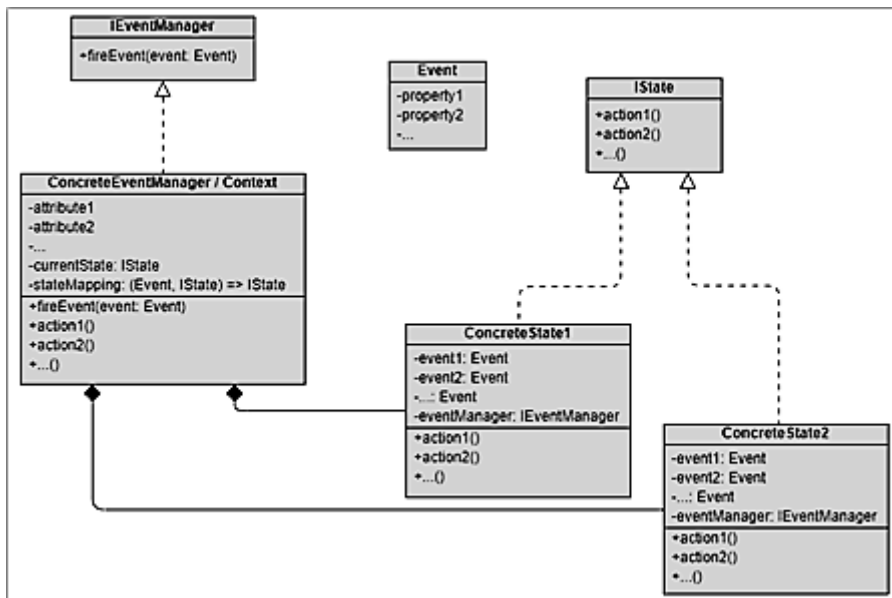 IEventManager
+fireEvent(event: Event)
Event
-property1
-property2
-...
IState
+action1()
+action2()
+...()
ConcreteEventManager / Context
-attribute1
-attribute2
-...
-currentState: IState
-stateMapping: (Event, IState) => IState
+fireEvent(event: Event)
+action1()
+action2()
+...()
ConcreteState1
-event1: Event
-event2: Event
-...: Event
-eventManager: IEventManager
+action1()
+action2()
+...()
ConcreteState2
-event1: Event
-event2: Event
-...: Event
-eventManager: IEventManager
+action1()
+action2()
+...()